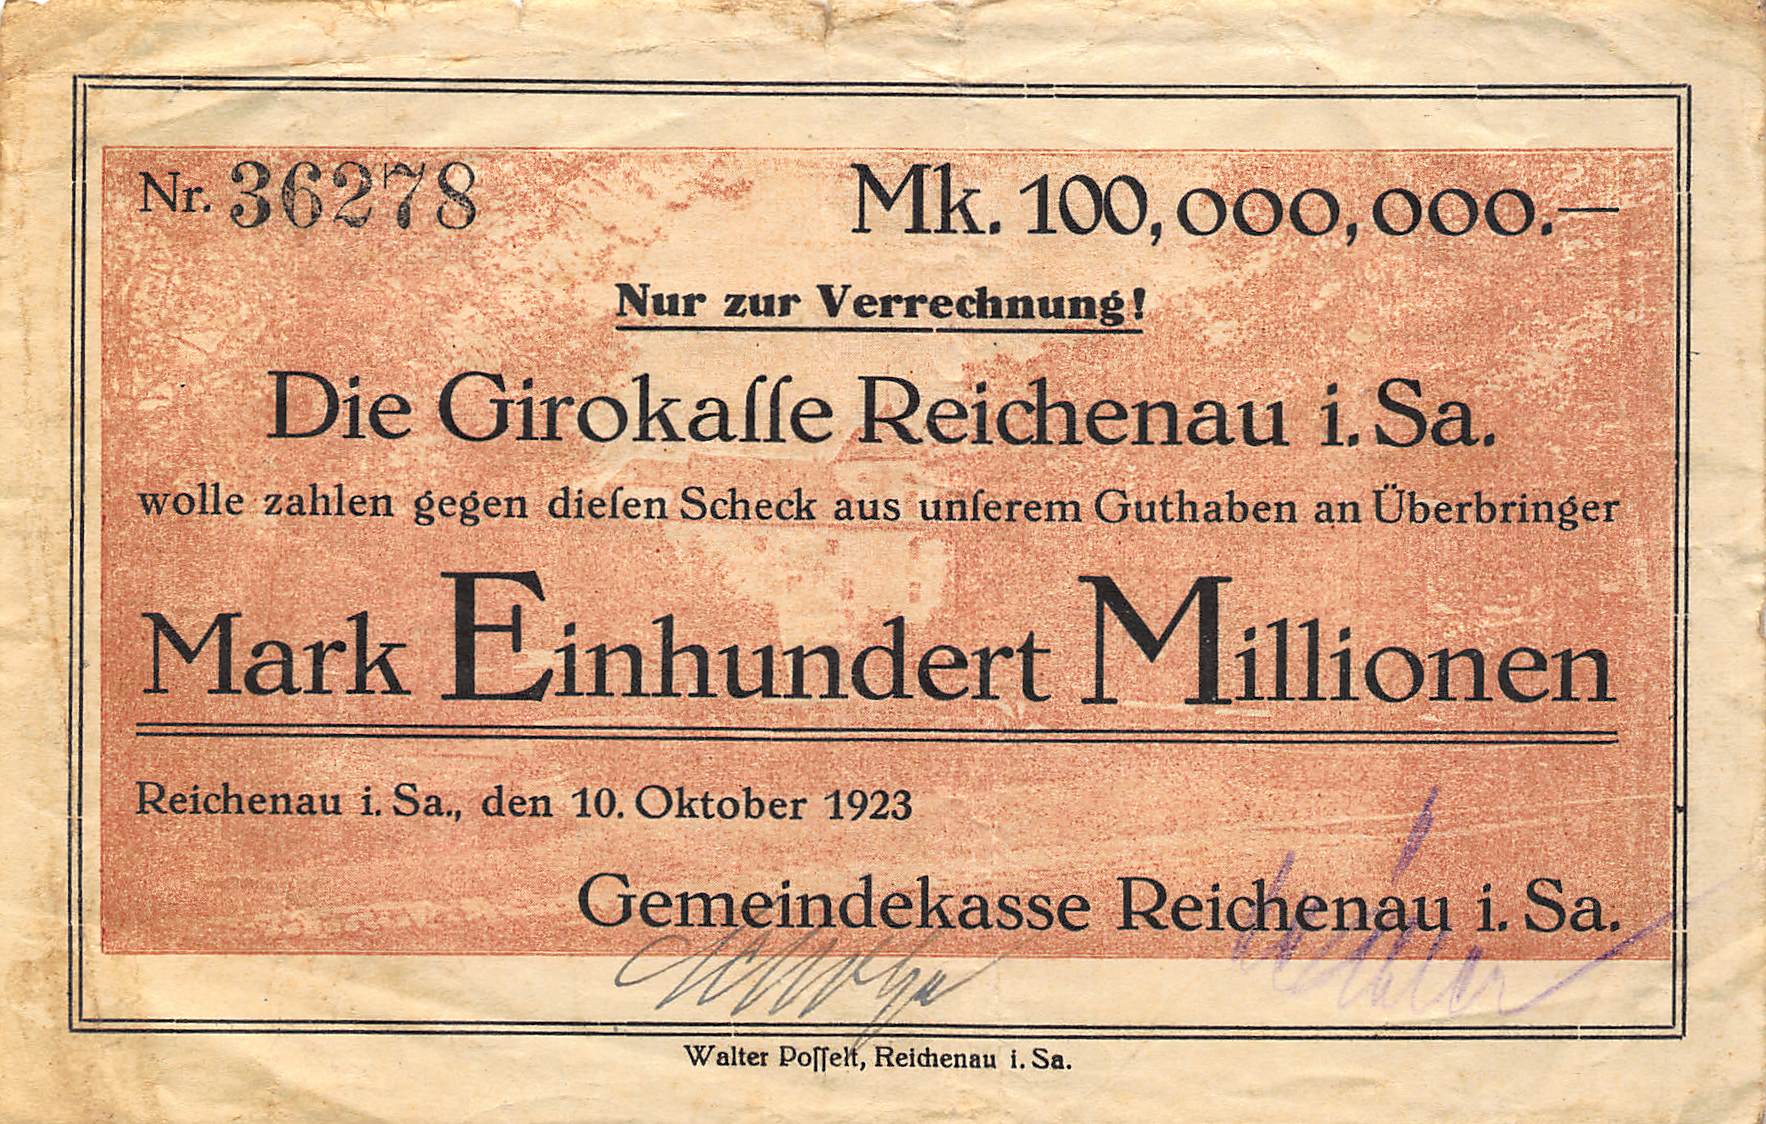 Nr. 36278 Mk. 100,000,000.—
Nur zur Verrechnung!
Die Girokaſſe Reichenau i. Sa.
wolle zahlen gegen dieſen Scheck aus unſerem Guthaben an Überbringer
Mark Einhundert Millionen
Reichenau i. Sa., den 10. Oktober 1923
Gemeindekasse Reichenau i. Sa.
Walter Poſſelt, Reichenau i. Sa.